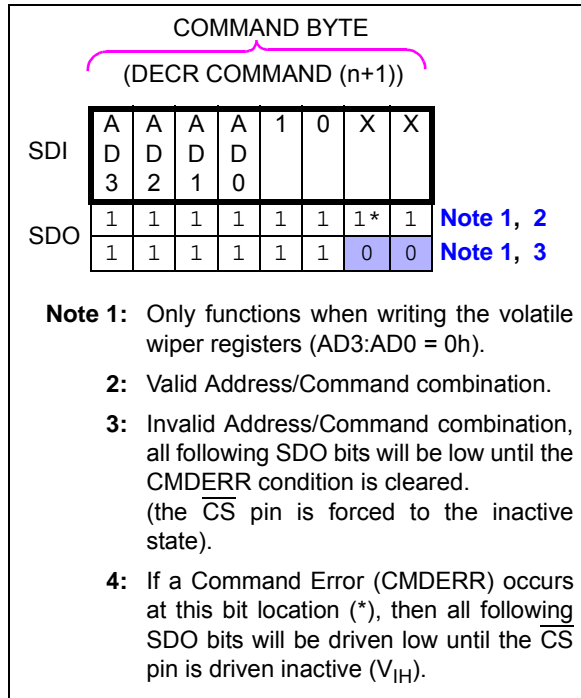 COMMAND BYTE
(DECR COMMAND (n+1))
SDI
A A A A 1 0 X X
D D D D
3 2 1 0
SDO
1 1 1 1 1 1 1* 1 Note 1, 2
1 1 1 1 1 1 0 0 Note 1, 3
Note 1: Only functions when writing the volatile
wiper registers (AD3:AD0 = 0h).
2: Valid Address/Command combination.
3: Invalid Address/Command combination,
all following SDO bits will be low until the
CMDERR condition is cleared.
(the CS pin is forced to the inactive
state).
4: If a Command Error (CMDERR) occurs
at this bit location (*), then all following
SDO bits will be driven low until the CS
pin is driven inactive (VIH).